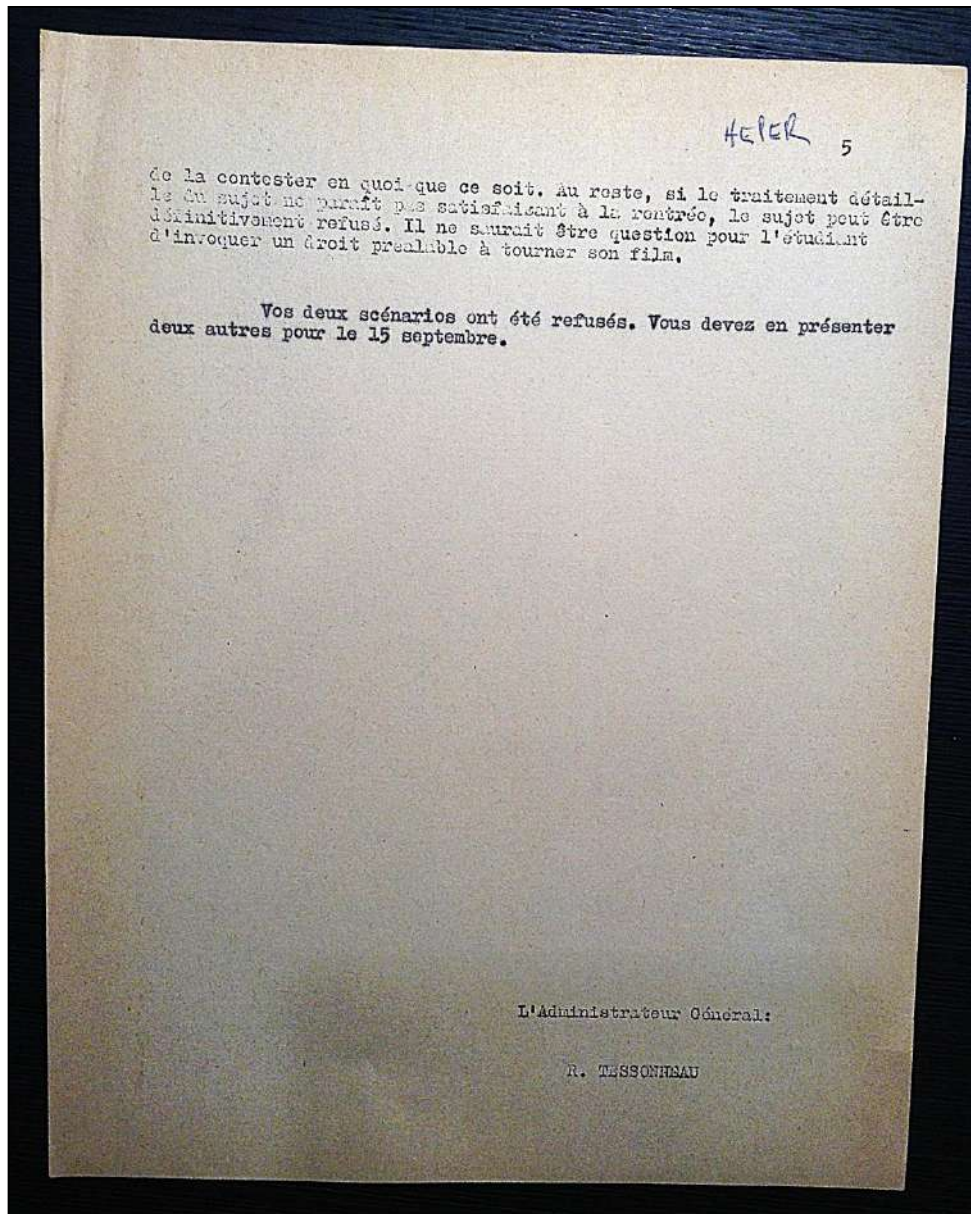 HEPER 5
de la contester en quoi que ce soit. Au reste, si le traitement détail-
lé du sujet ne paraît pas satisfaisant à la rentrée, le sujet peut être
définitivement refusé. Il ne saurait être question pour l'étudiant
d'invoquer un droit prealable à tourner son film.
Vos deux scénarios ont été refusés. Vous devez en présenter
deux autres pour le 15 septembre.
L'Administrateur Général:
R. TESSONNEAU